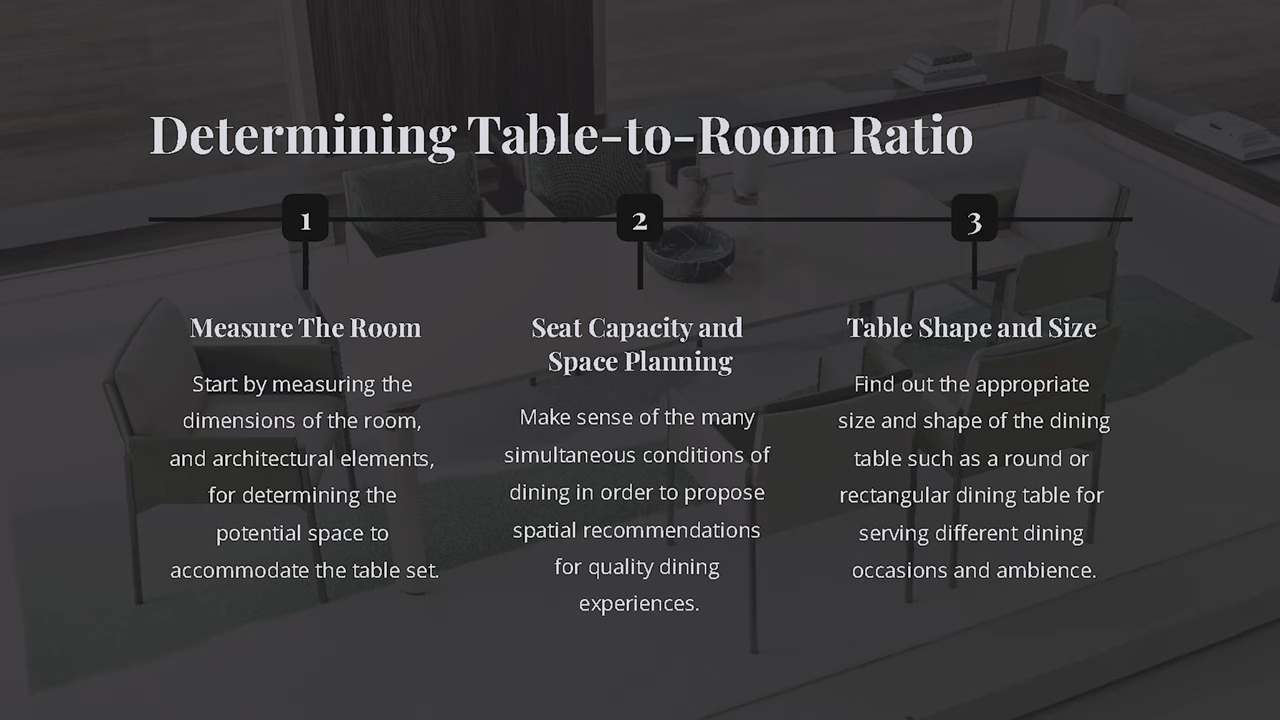 Determining Table-to-Room Ratio
1
2
3
Measure The Room
Start by measuring the
dimensions of the room,
and architectural elements,
for determining the
potential space to
accommodate the table set.
Seat Capacity and
Space Planning
Make sense of the many
simultaneous conditions of
dining in order to propose
spatial recommendations
for quality dining
experiences.
Table Shape and Size
Find out the appropriate
size and shape of the dining
table such as a round or
rectangular dining table for
serving different dining
occasions and ambience.